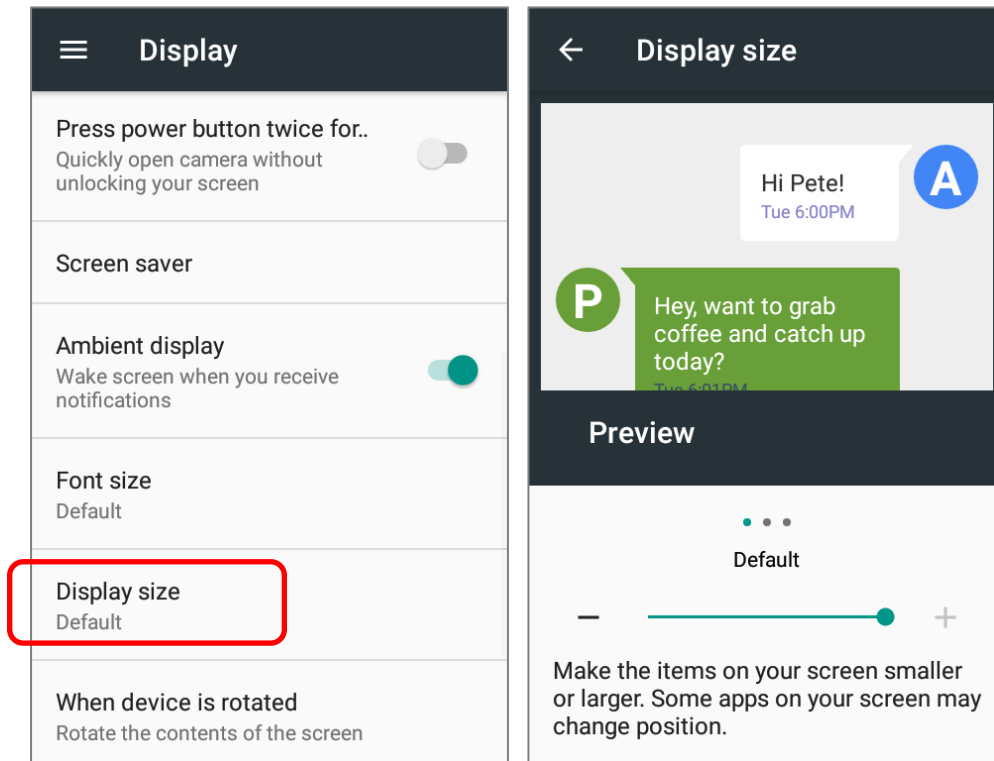 Display
Press power button twice for..
Quickly open camera without
unlocking your screen
Screen saver
Ambient display
Wake screen when you receive
notifications
Font size
Default
Display size
Default
When device is rotated
Rotate the contents of the screen
Display size
Hi Pete!
Tue 6:00PM
A
P
Hey, want to grab
coffee and catch up
today?
Tue 6:01PM
Preview
Default
Make the items on your screen smaller
or larger. Some apps on your screen may
change position.